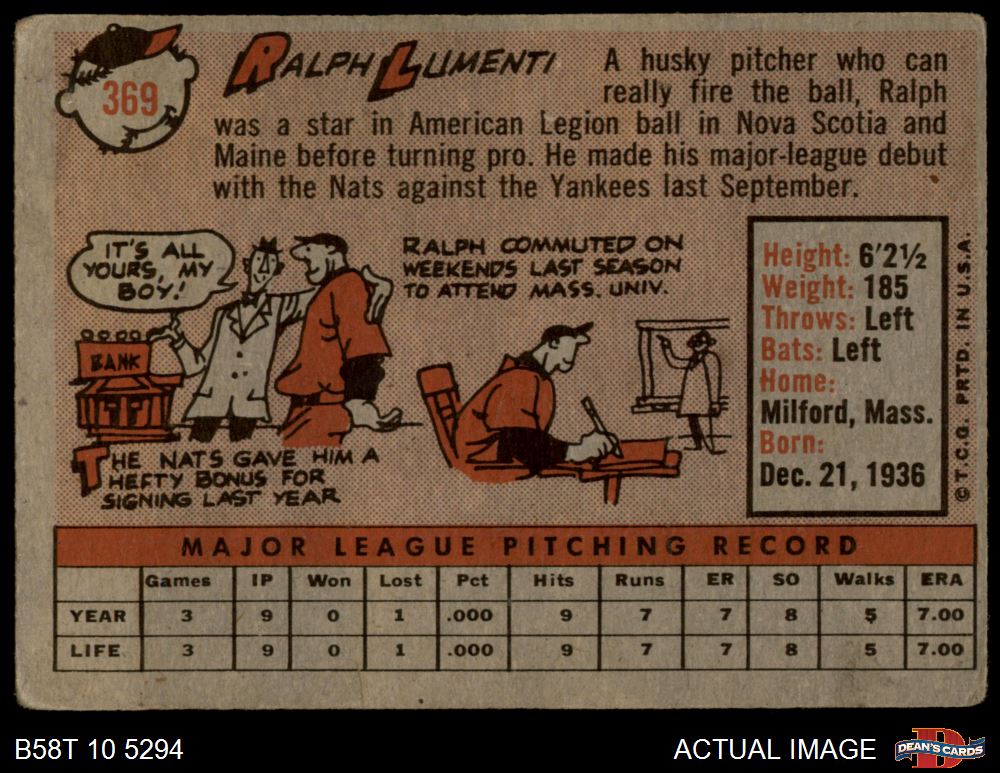 369
RALPH LUMENTI
A husky pitcher who can
really fire the ball, Ralph
was a star in American Legion ball in Nova Scotia and
Maine before turning pro. He made his major-league debut
with the Nats against the Yankees last September.
IT'S ALL
YOURS, MY
BOY!
BANK
THE NATS GAVE HIM A
HEFTY BONUS FOR
SIGNING LAST YEAR
RALPH COMMUTED ON
WEEKENDS LAST SEASON
TO ATTEND MASS. UNIV.
Height: 6'2½
Weight: 185
Throws: Left
Bats: Left
Home:
Milford, Mass.
Born:
Dec. 21, 1936
© T.C.G. PRTD. IN U.S.A.
MAJOR LEAGUE PITCHING RECORD
Games IP Won Lost Pct Hits Runs ER SO Walks ERA
YEAR 3 9 0 1 .000 9 7 7 8 5 7.00
LIFE 3 9 0 1 .000 9 7 7 8 5 7.00
B58T 10 5294
ACTUAL IMAGE
D
DEAN'S CARDS